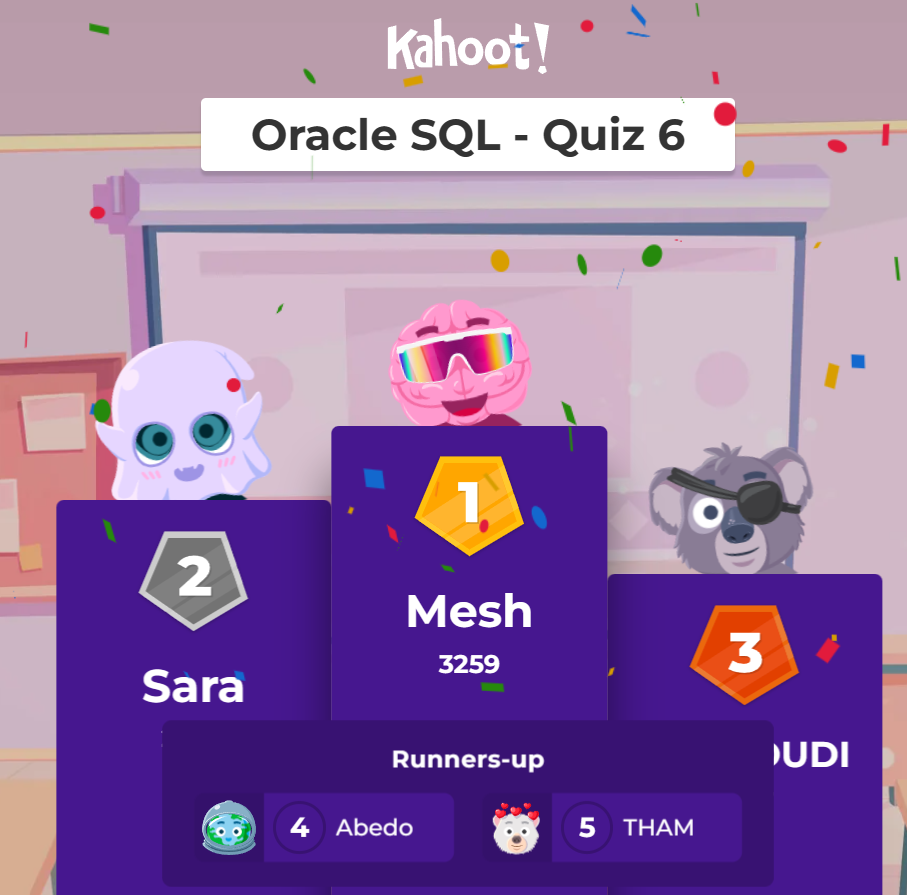 Kahoot!
Oracle SQL - Quiz 6
1
Mesh
3259
2
Sara
3
Runners-up
4 Abedo
5 THAM